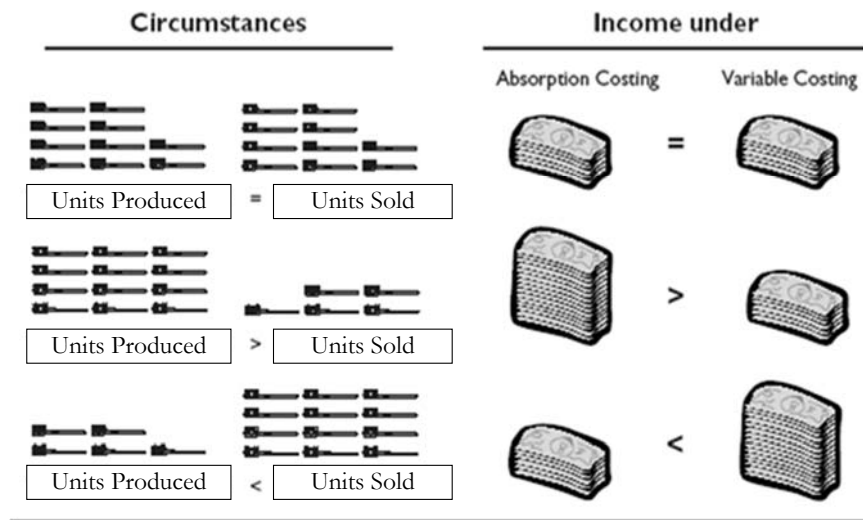 Circumstances
Income under
Absorption Costing Variable Costing
=
Units Produced = Units Sold
>
Units Produced > Units Sold
<
Units Produced < Units Sold